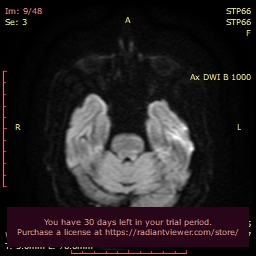 Im: 9/48
Se: 3
A
STP66
STP66
F
Ax DWI B 1000
R
L
You have 30 days left in your trial period.
Purchase a license at https://radiantviewer.com/store/